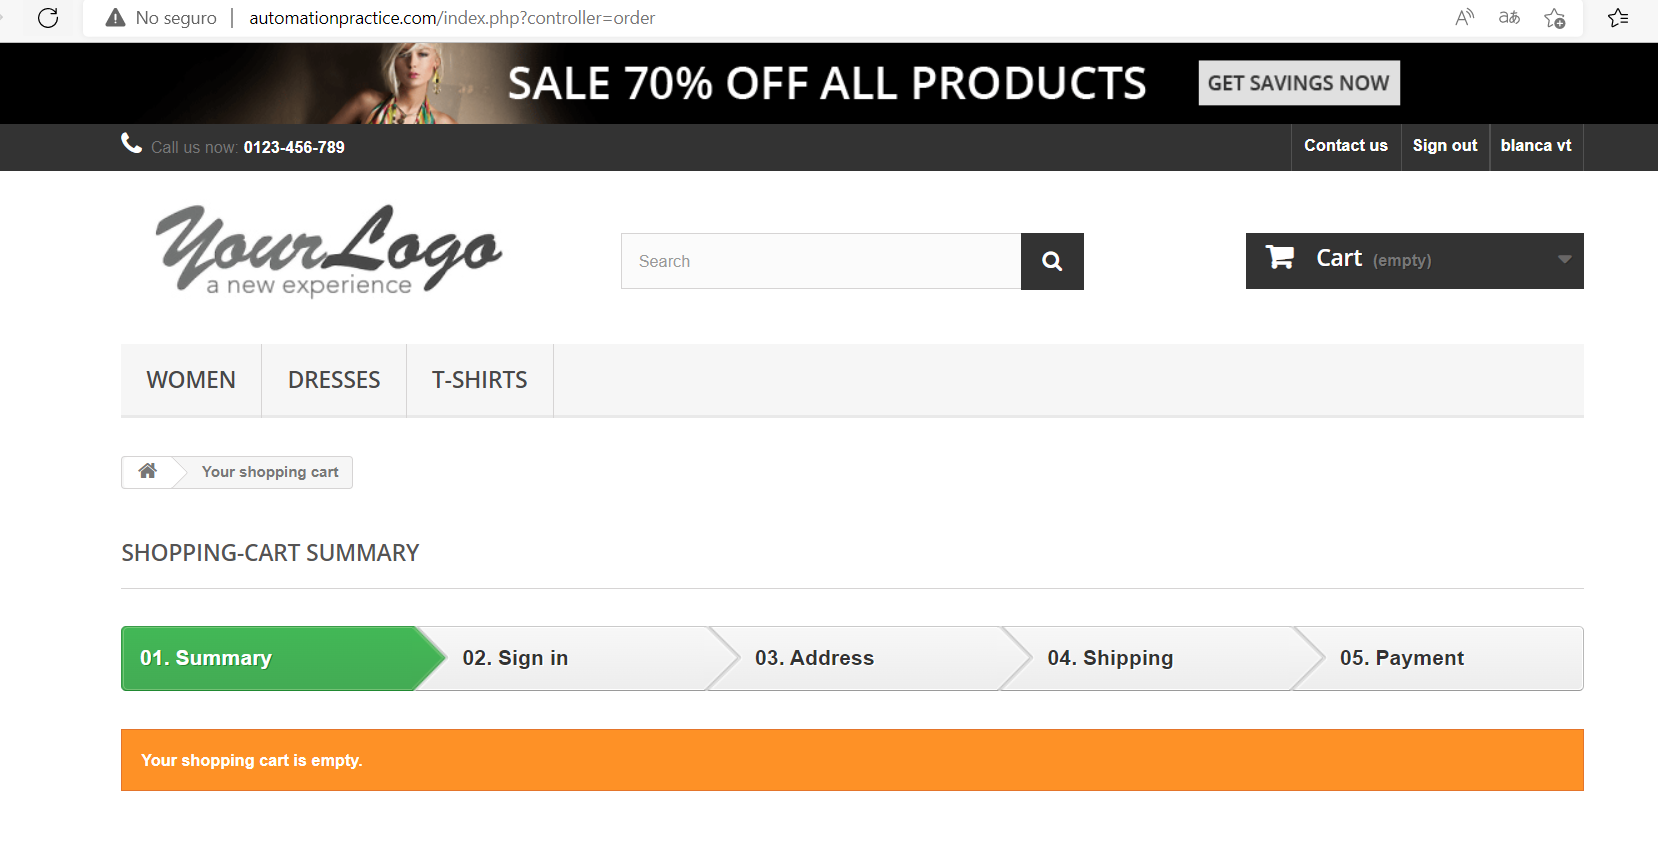 No seguro | automationpractice.com/index.php?controller=order
SALE 70% OFF ALL PRODUCTS GET SAVINGS NOW
Call us now: 0123-456-789 Contact us Sign out blanca vt
Your Logo
a new experience
Search
Cart (empty)
WOMEN DRESSES T-SHIRTS
Your shopping cart
SHOPPING-CART SUMMARY
01. Summary 02. Sign in 03. Address 04. Shipping 05. Payment
Your shopping cart is empty.